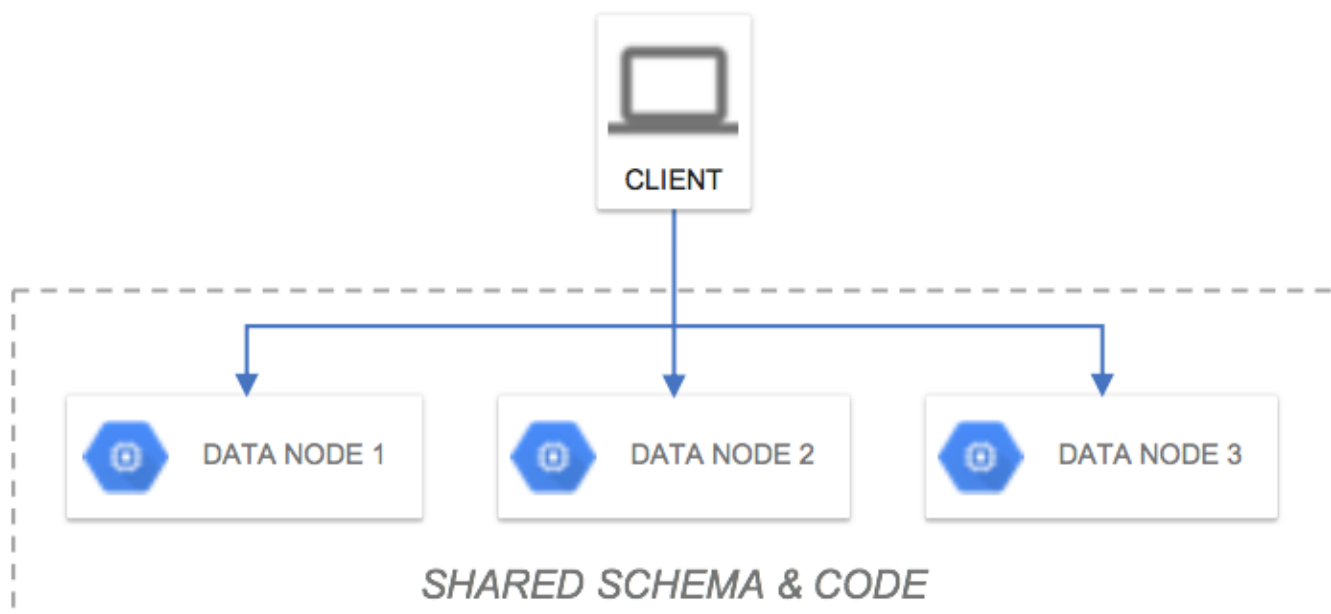 CLIENT
DATA NODE 1
DATA NODE 2
DATA NODE 3
SHARED SCHEMA & CODE